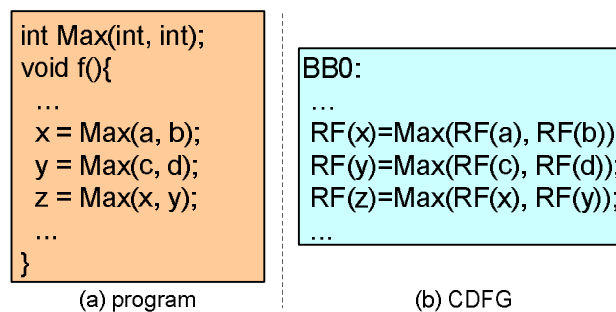 int Max(int, int);
void f(){
...
x = Max(a, b);
y = Max(c, d);
z = Max(x, y);
...
}
(a) program
BB0:
...
RF(x)=Max(RF(a), RF(b))
RF(y)=Max(RF(c), RF(d));
RF(z)=Max(RF(x), RF(y));
...
(b) CDFG